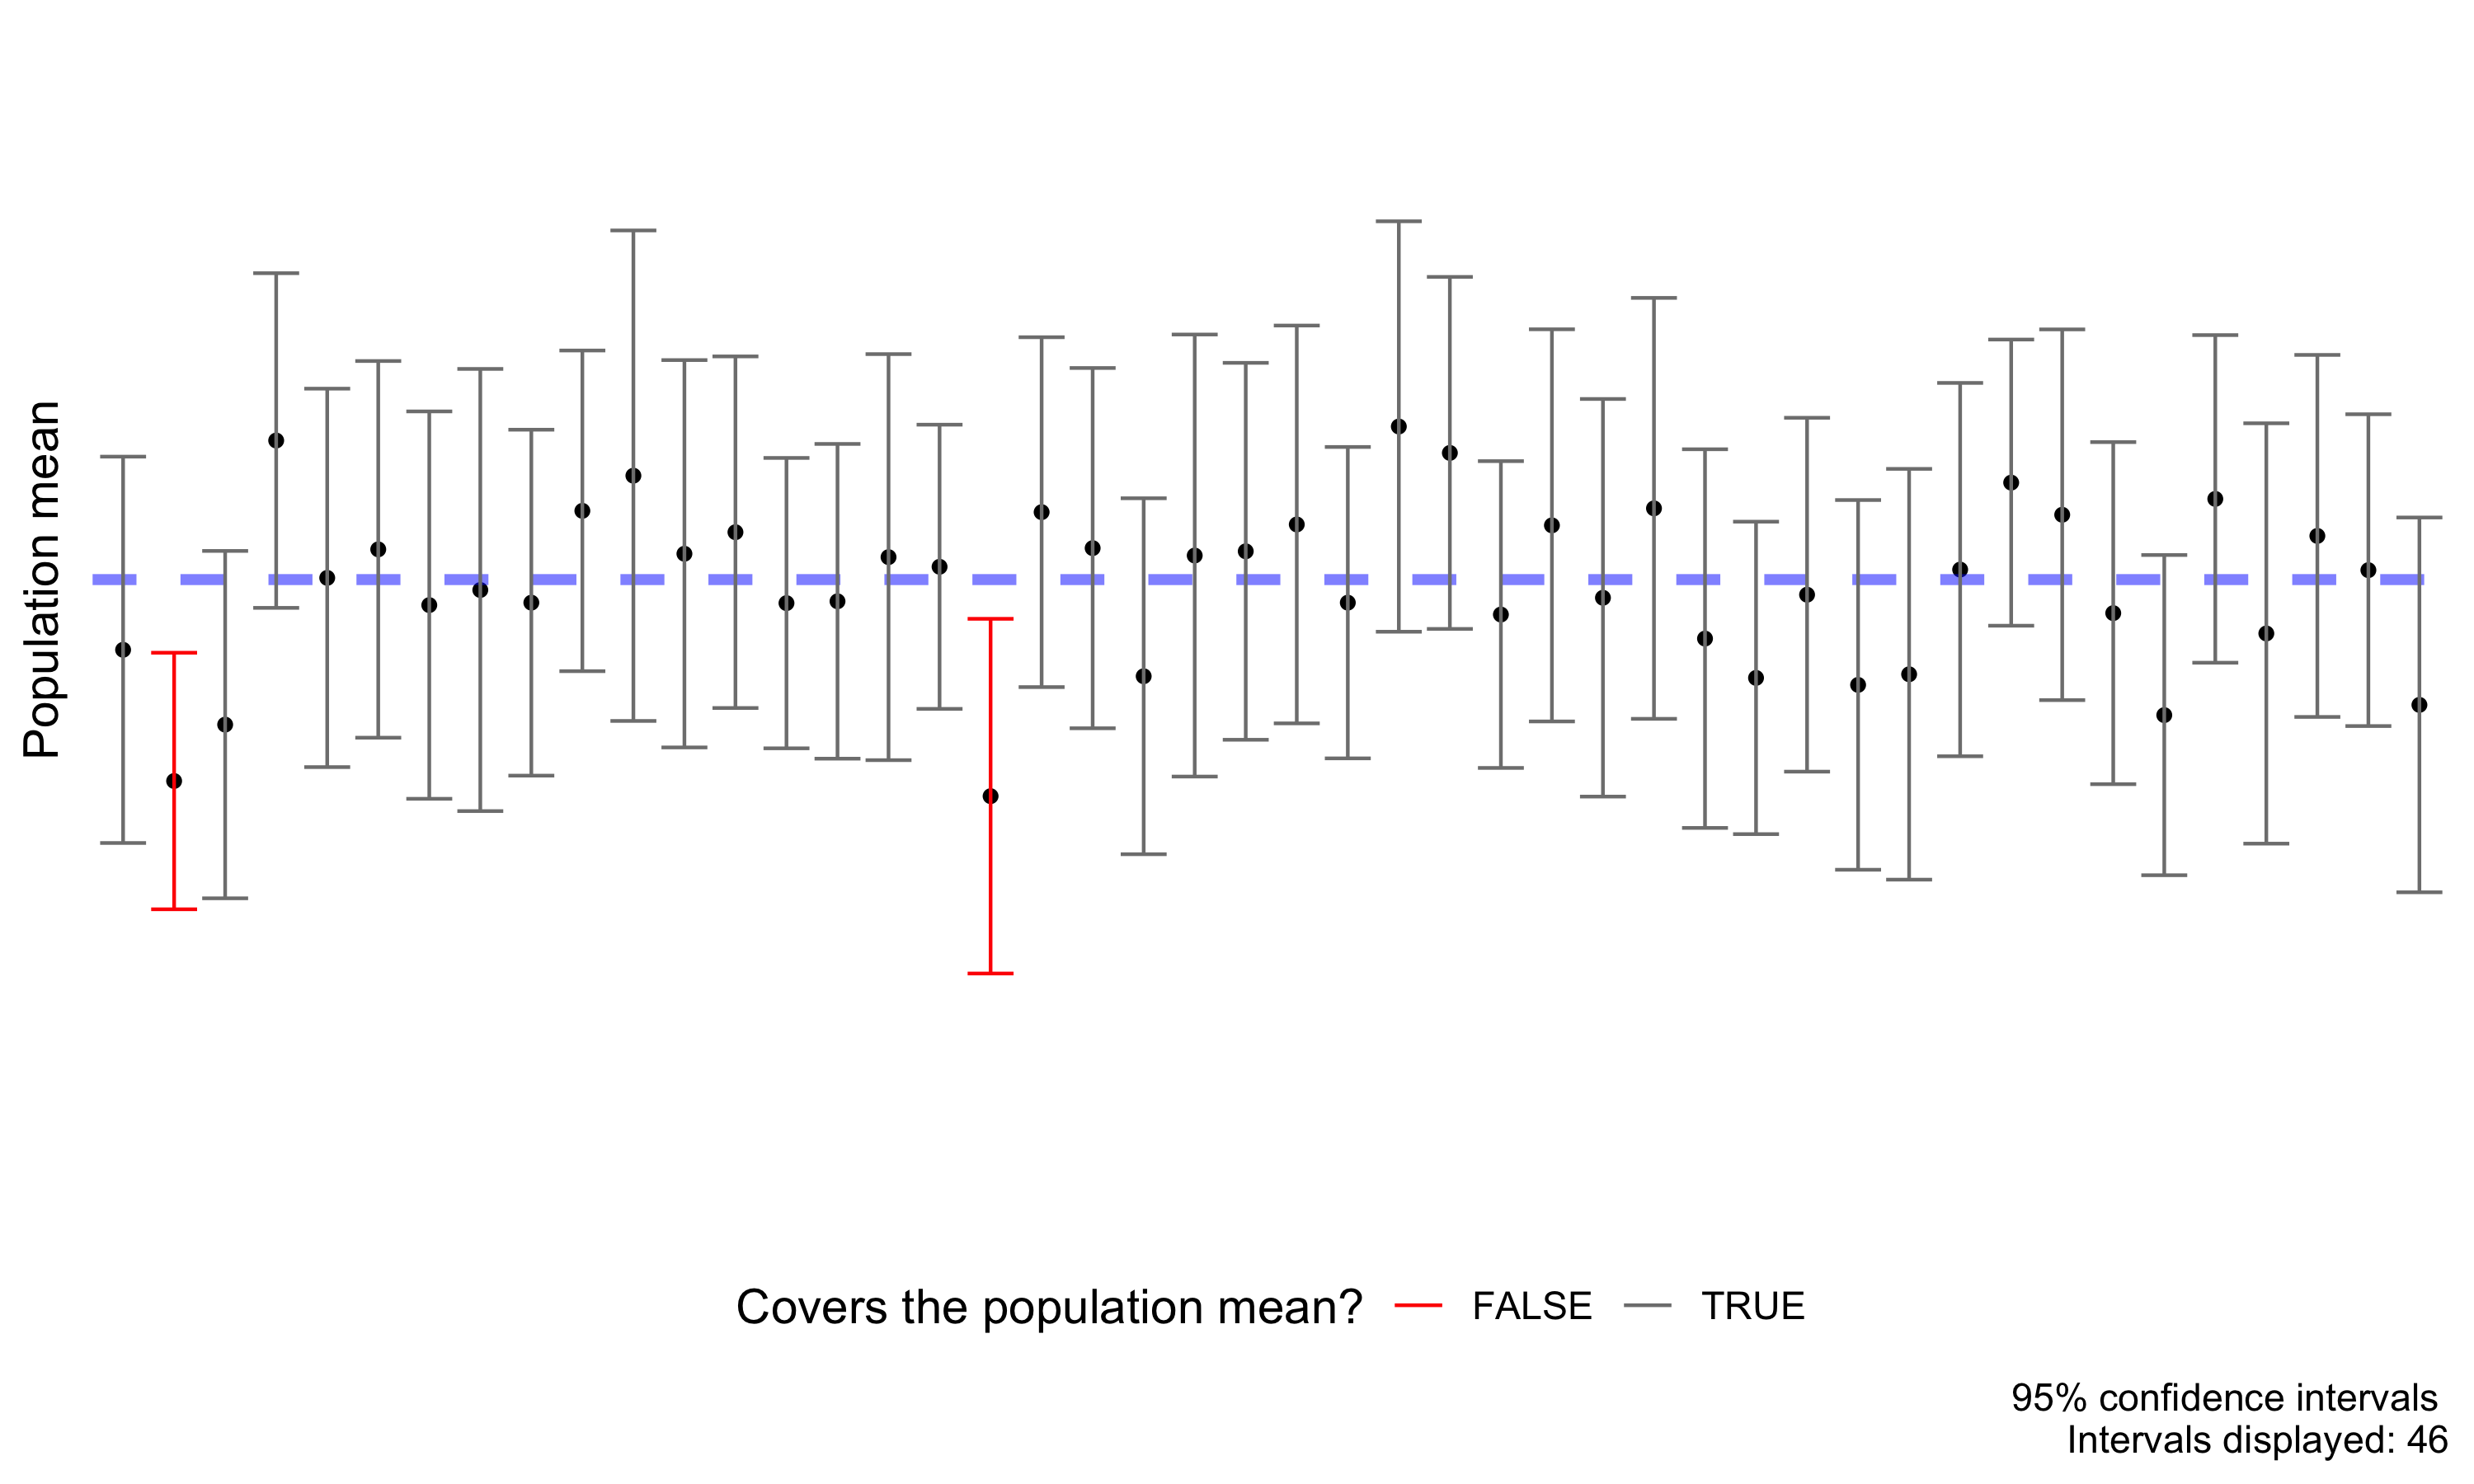 Population mean
Covers the population mean? FALSE TRUE
95% confidence intervals
Intervals displayed: 46